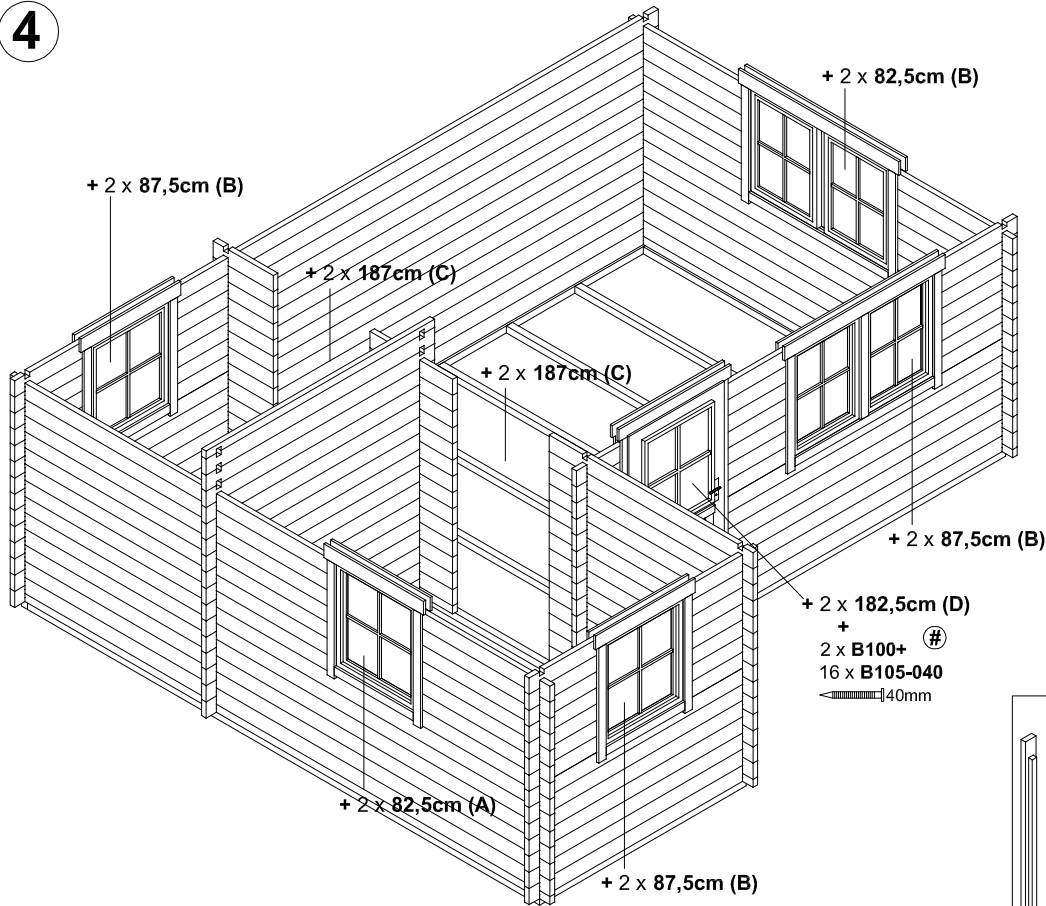 4
+ 2 x 82,5cm (B)
+ 2 x 87,5cm (B)
+ 2 x 187cm (C)
+ 2 x 187cm (C)
+ 2 x 87,5cm (B)
+ 2 x 182,5cm (D)
+
#
2 x B100+
16 x B105-040
40mm
+ 2 x 82,5cm (A)
+ 2 x 87,5cm (B)